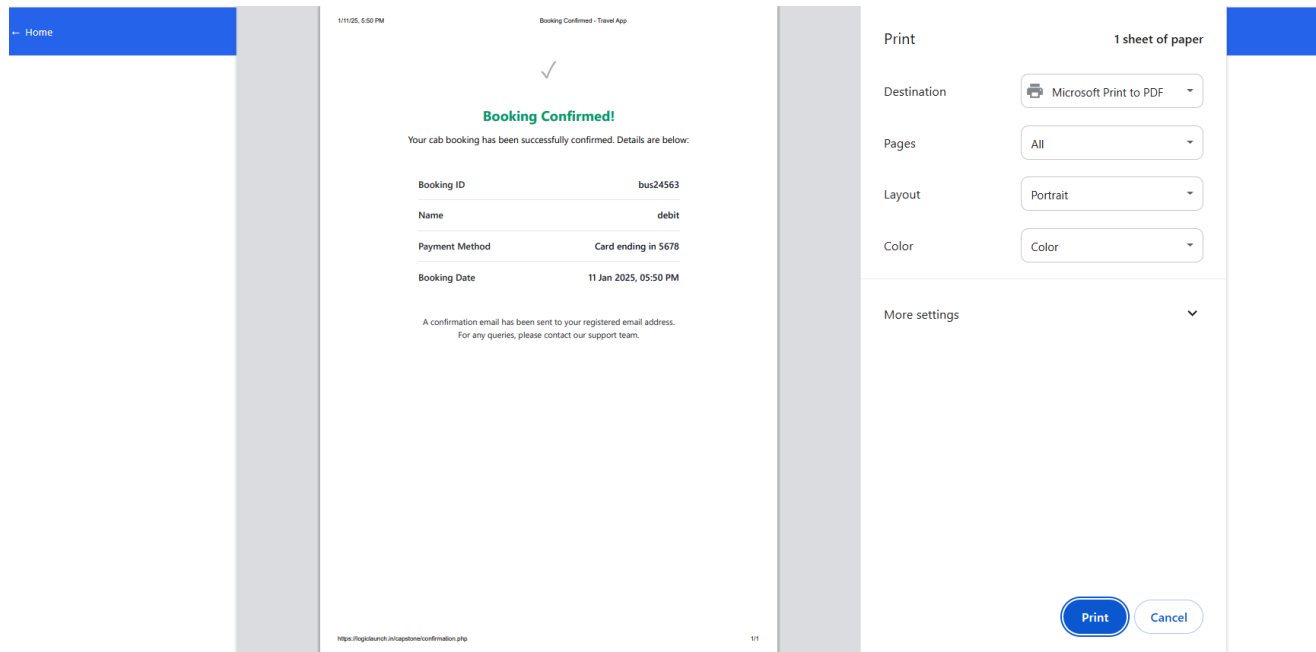 ← Home
1/11/25, 5:50 PM Booking Confirmed - Travel App
Booking Confirmed!
Your cab booking has been successfully confirmed. Details are below:
Booking ID bus24563
Name debit
Payment Method Card ending in 5678
Booking Date 11 Jan 2025, 05:50 PM
A confirmation email has been sent to your registered email address.
For any queries, please contact our support team.
https://logiclaunch.in/capstone/confirmation.php 1/1
Print 1 sheet of paper
Destination Microsoft Print to PDF
Pages All
Layout Portrait
Color Color
More settings
Print Cancel